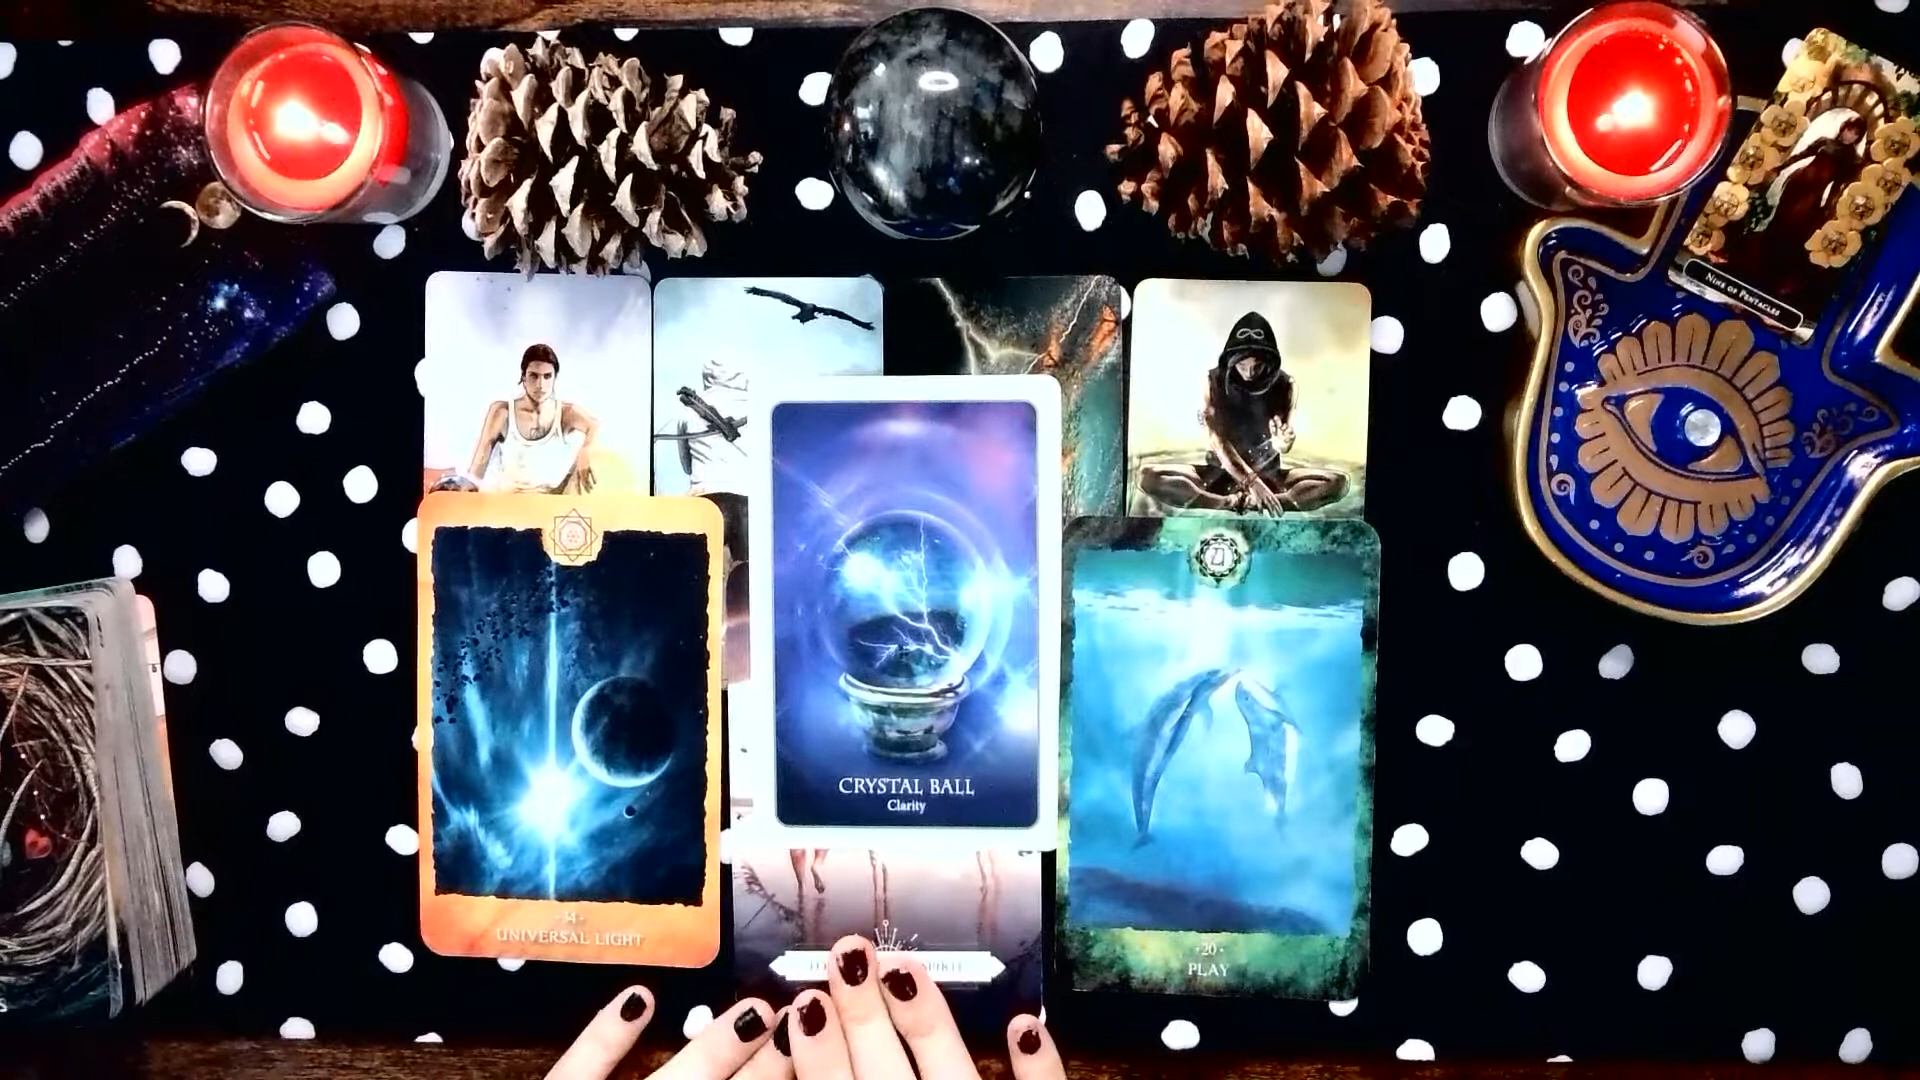 NINE OF PENTACLES
CRYSTAL BALL
Clarity
·34·
UNIVERSAL LIGHT
·20·
PLAY